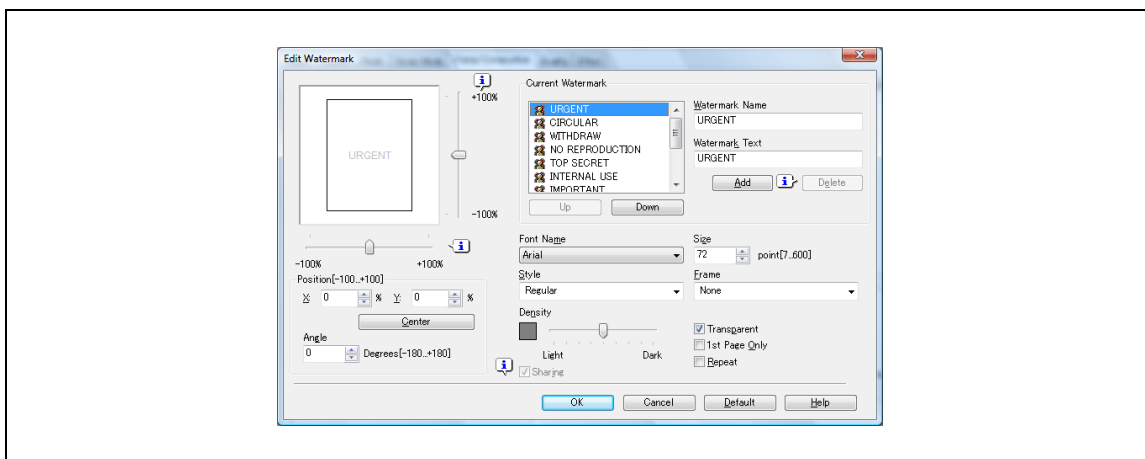 Edit Watermark
+100%
URGENT
-100%
-100%
+100%
Position[-100..+100]
X: 0 % Y: 0 %
Center
Angle
0 Degrees[-180..+180]
Current Watermark
URGENT
CIRCULAR
WITHDRAW
NO REPRODUCTION
TOP SECRET
INTERNAL USE
IMPORTANT
Up Down
Watermark Name
URGENT
Watermark Text
URGENT
Add Delete
Font Name
Arial
Size
72 point[7..600]
Style
Regular
Frame
None
Density
Light Dark
Sharing
Transparent
1st Page Only
Repeat
OK Cancel Default Help